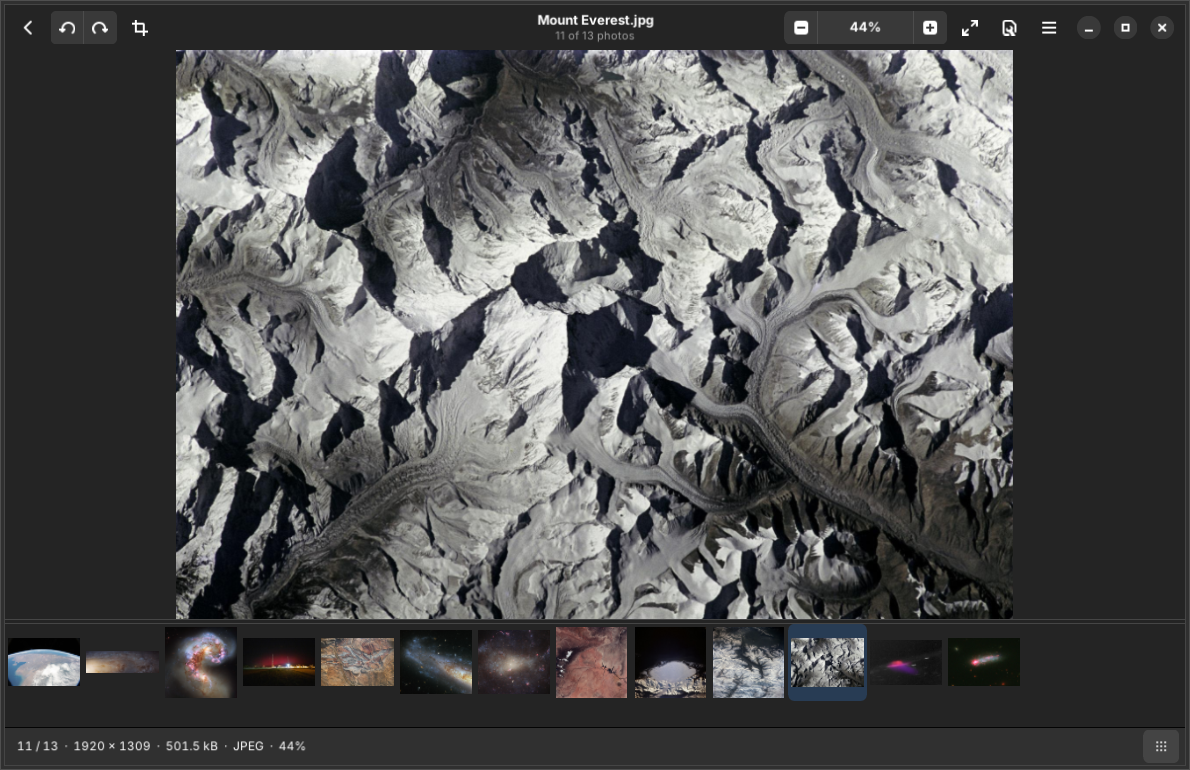 Mount Everest.jpg
11 of 13 photos
44%
11 / 13 · 1920 × 1309 · 501.5 kB · JPEG · 44%